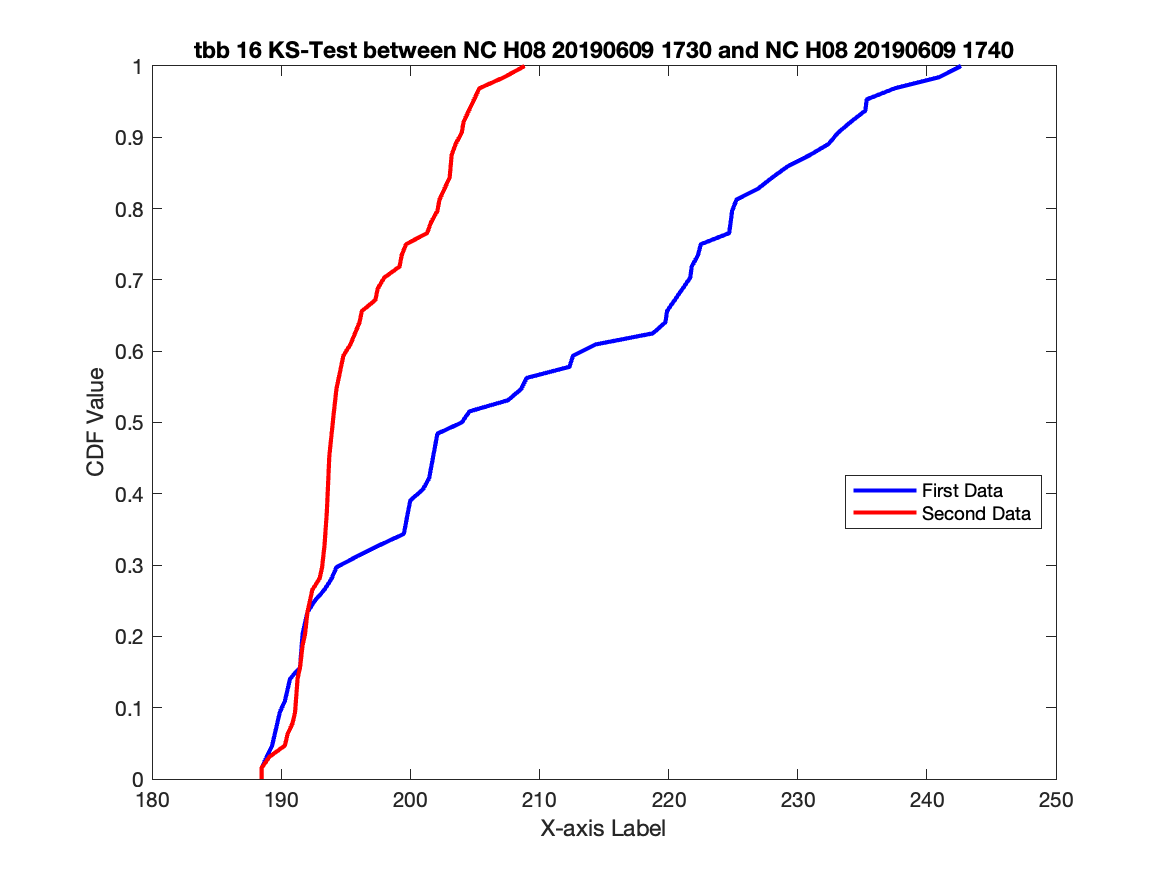 tbb 16 KS-Test between NC H08 20190609 1730 and NC H08 20190609 1740
1
0.9
0.8
0.7
0.6
0.5
0.4
0.3
0.2
0.1
0
CDF Value
First Data
Second Data
180 190 200 210 220 230 240 250
X-axis Label